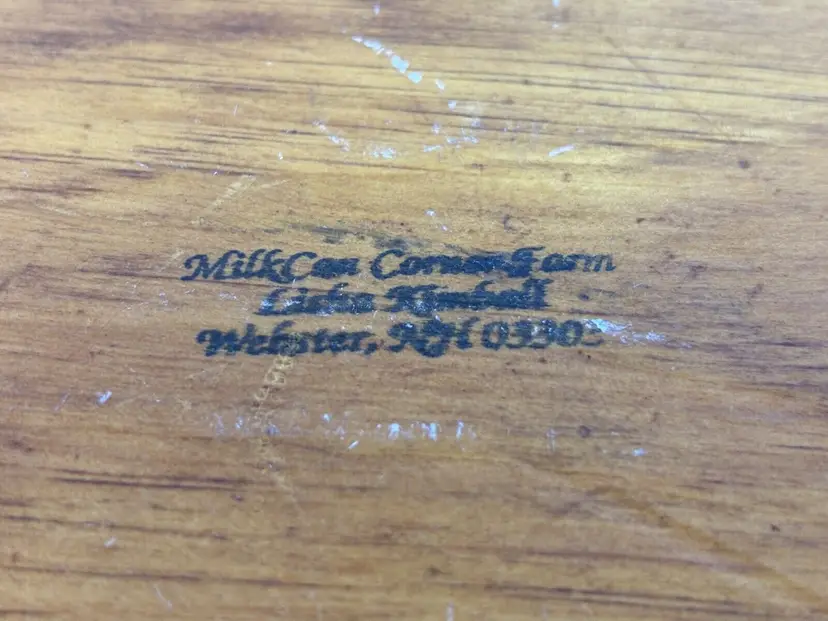 MilkCan Corner Farm
Kimball
Webster, NH 03303